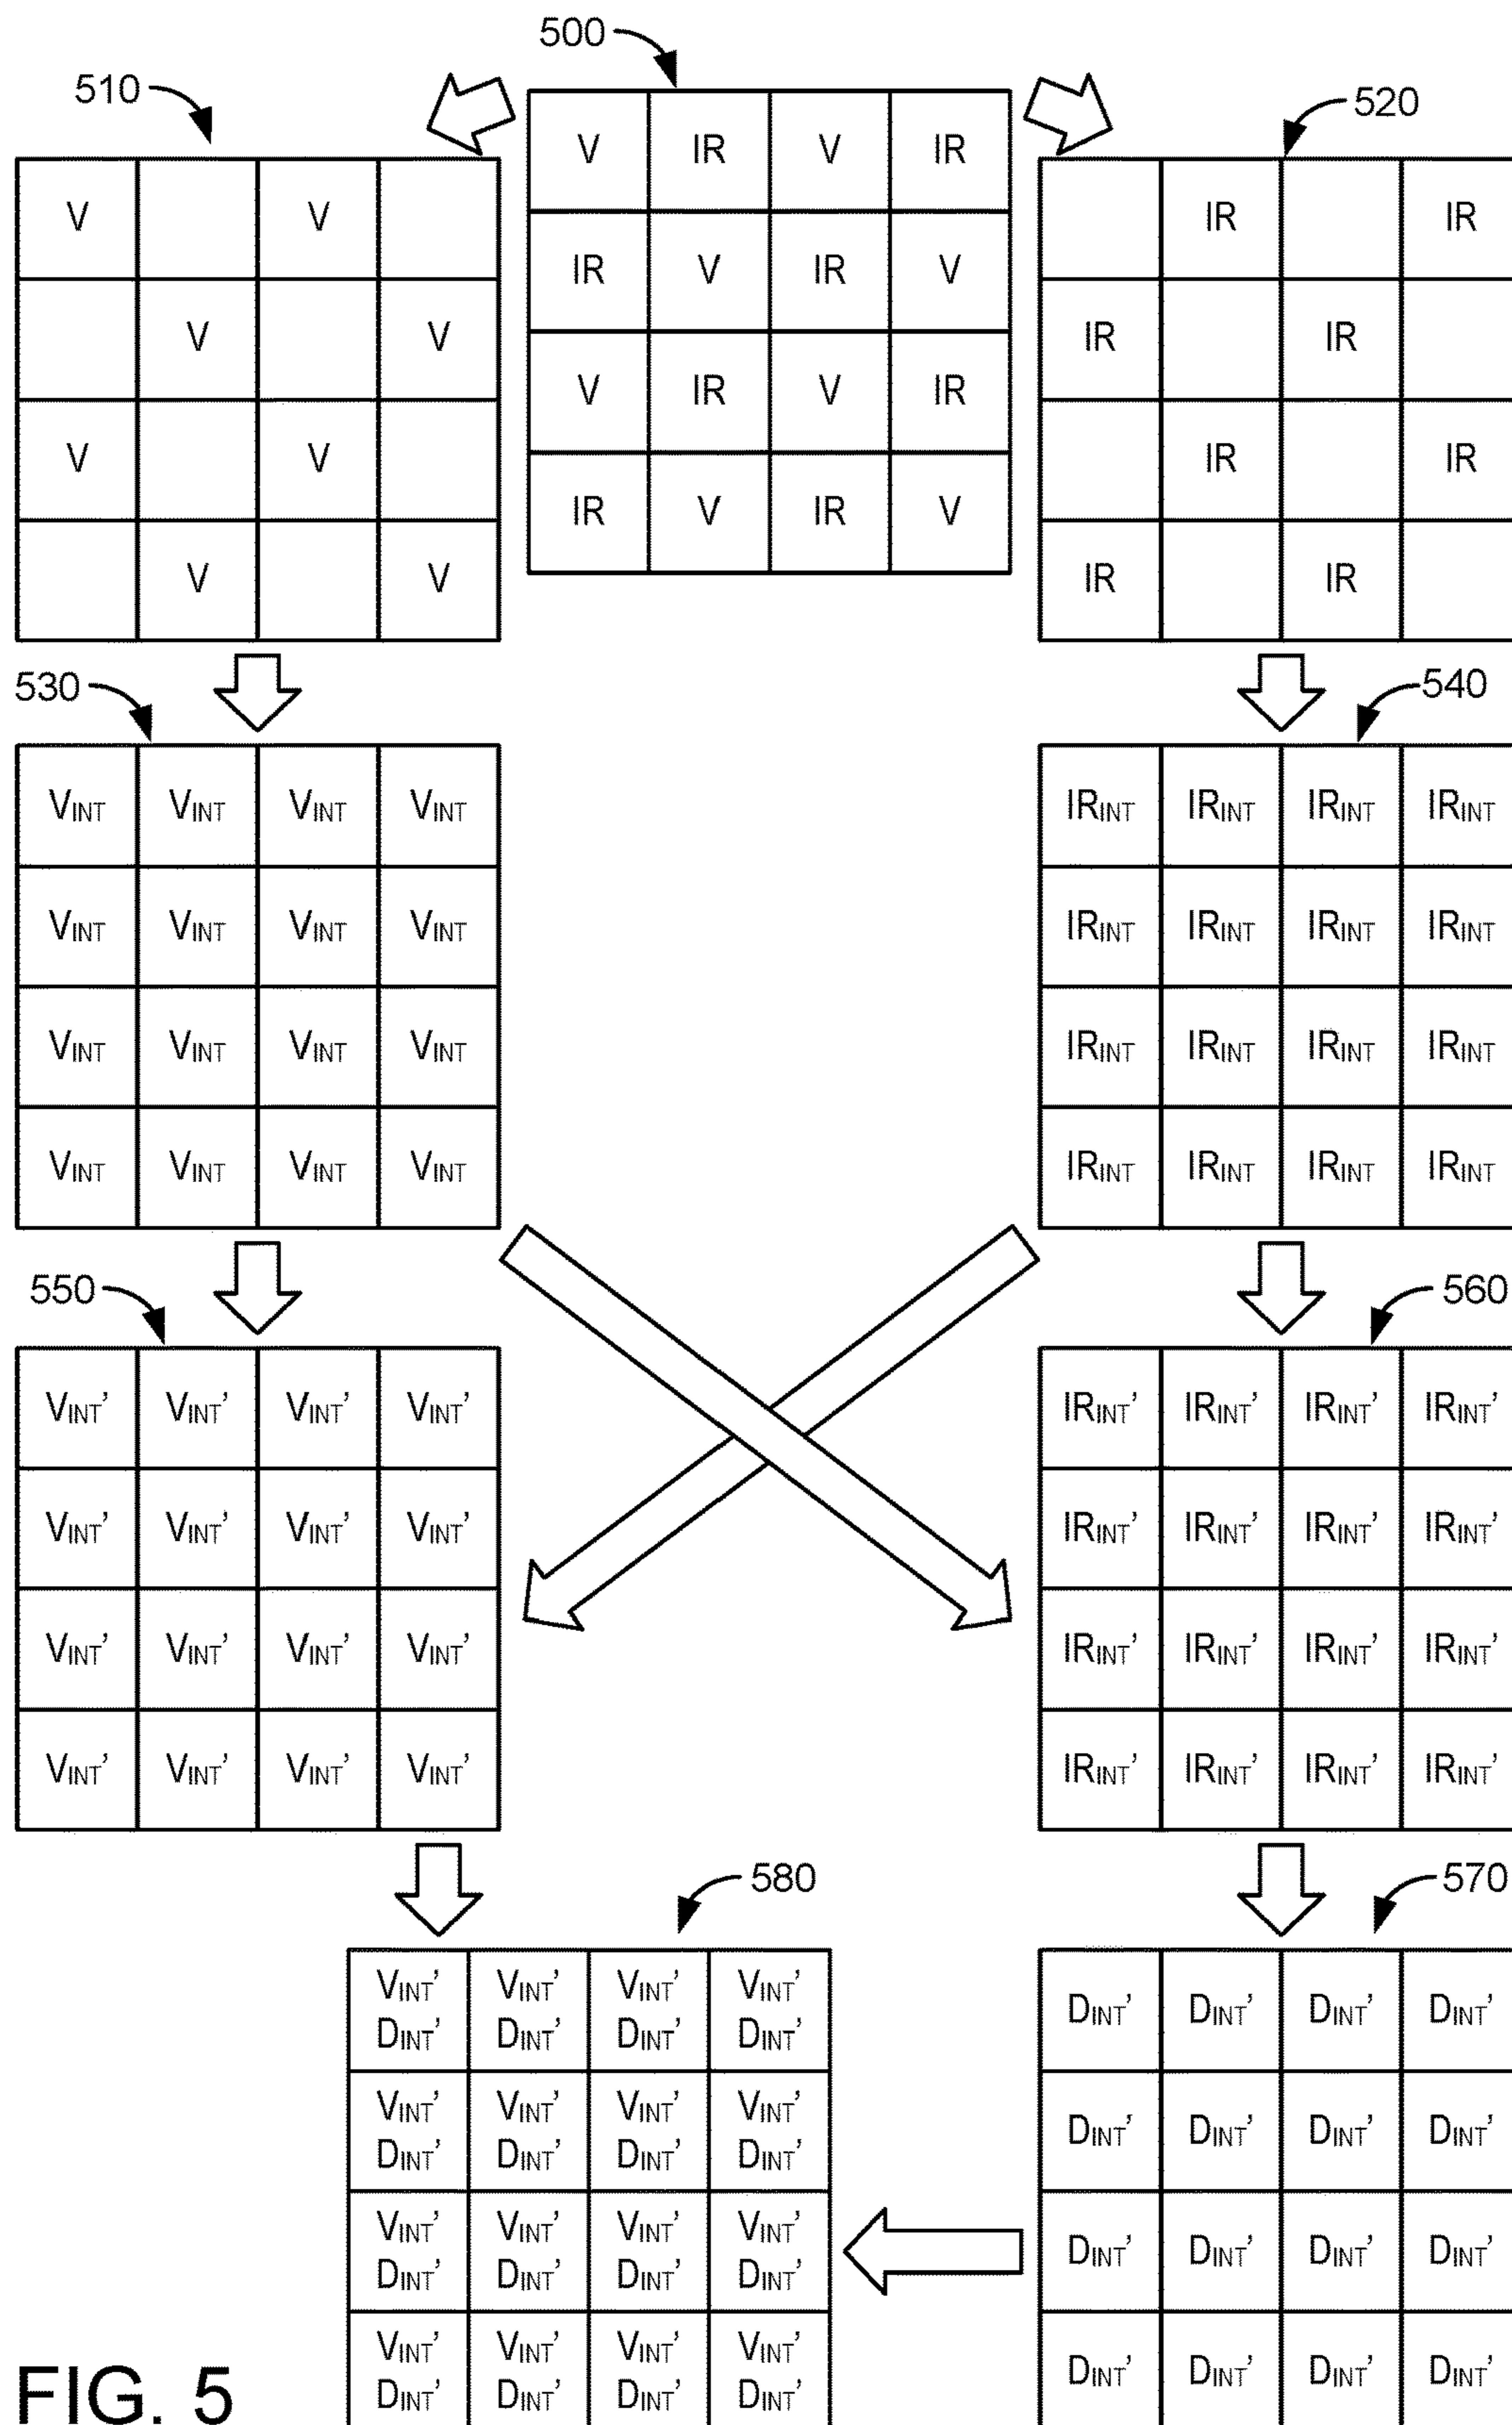 500
510
520
V IR V IR
IR V IR V
V IR V IR
IR V IR V
V V
V V
V V
V V
IR IR
IR IR
IR IR
IR IR
530
540
VINT VINT VINT VINT
VINT VINT VINT VINT
VINT VINT VINT VINT
VINT VINT VINT VINT
IRINT IRINT IRINT IRINT
IRINT IRINT IRINT IRINT
IRINT IRINT IRINT IRINT
IRINT IRINT IRINT IRINT
550
560
VINT' VINT' VINT' VINT'
VINT' VINT' VINT' VINT'
VINT' VINT' VINT' VINT'
VINT' VINT' VINT' VINT'
IRINT' IRINT' IRINT' IRINT'
IRINT' IRINT' IRINT' IRINT'
IRINT' IRINT' IRINT' IRINT'
IRINT' IRINT' IRINT' IRINT'
580
570
VINT' VINT' VINT' VINT'
DINT' DINT' DINT' DINT'
VINT' VINT' VINT' VINT'
DINT' DINT' DINT' DINT'
VINT' VINT' VINT' VINT'
DINT' DINT' DINT' DINT'
VINT' VINT' VINT' VINT'
DINT' DINT' DINT' DINT'
DINT' DINT' DINT' DINT'
DINT' DINT' DINT' DINT'
DINT' DINT' DINT' DINT'
DINT' DINT' DINT' DINT'
FIG. 5